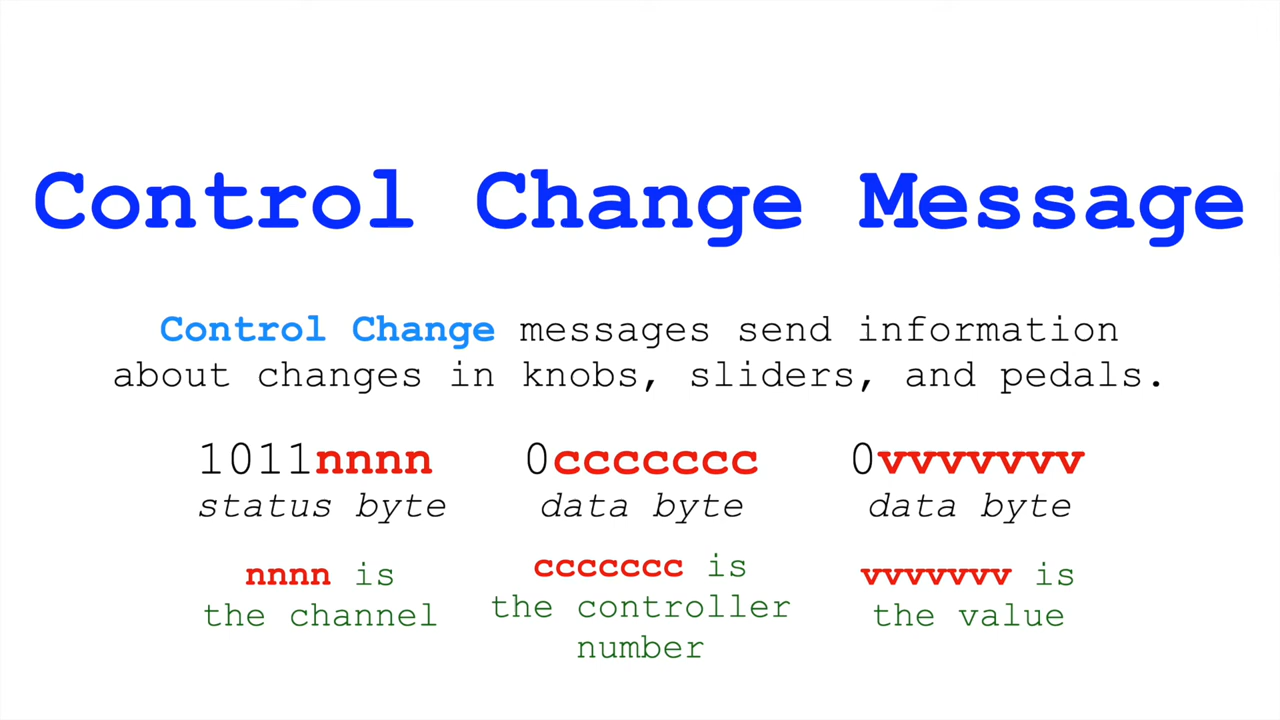 Control Change Message
Control Change messages send information
about changes in knobs, sliders, and pedals.
1011nnnn 0ccccccc 0vvvvvvv
status byte data byte data byte
nnnn is
the channel
ccccccc is
the controller
number
vvvvvvv is
the value